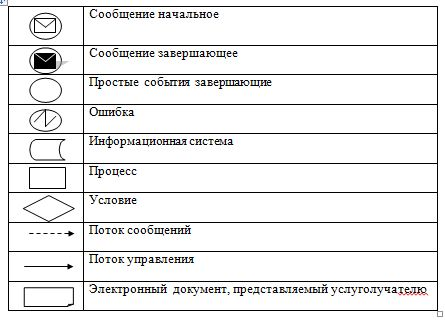 Сообщение начальное
Сообщение завершающее
Простые события завершающие
Ошибка
Информационная система
Процесс
Условие
Поток сообщений
Поток управления
Электронный документ, представляемый услуголучателю